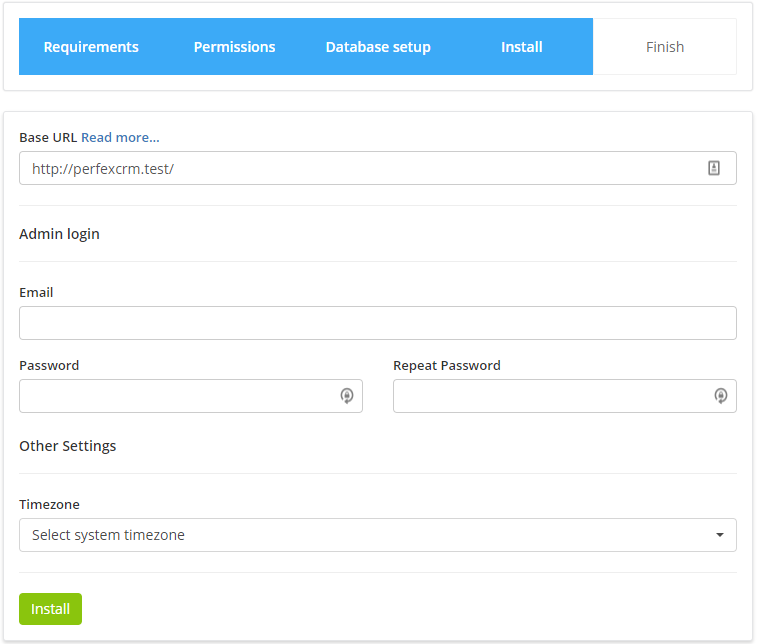 Requirements Permissions Database setup Install Finish
Base URL Read more...
http://perfexcrm.test/
Admin login
Email
Password Repeat Password
Other Settings
Timezone
Select system timezone
Install